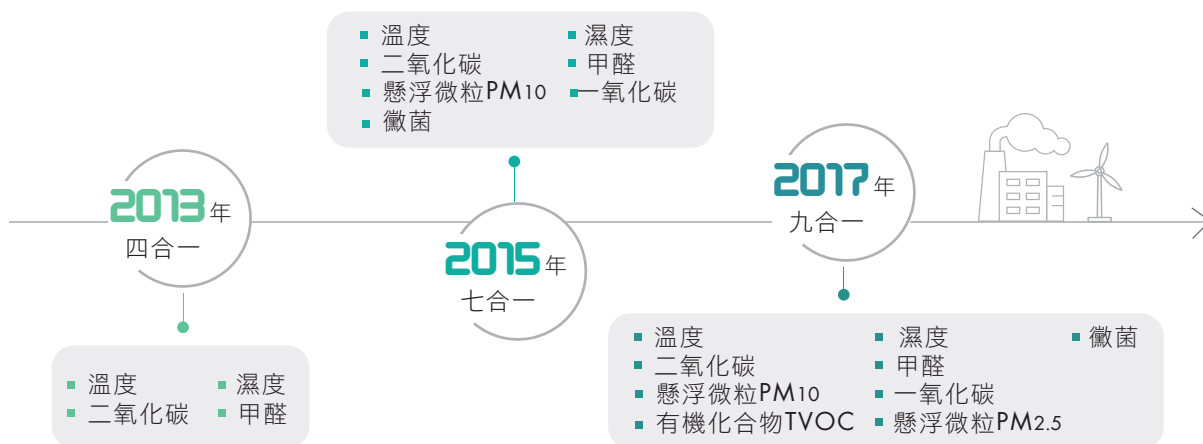 溫度 濕度
二氧化碳 甲醛
懸浮微粒PM10 一氧化碳
黴菌
2013年
四合一
2015年
七合一
2017年
九合一
溫度 濕度
二氧化碳 甲醛
溫度 濕度 黴菌
二氧化碳 甲醛
懸浮微粒PM10 一氧化碳
有機化合物TVOC 懸浮微粒PM2.5